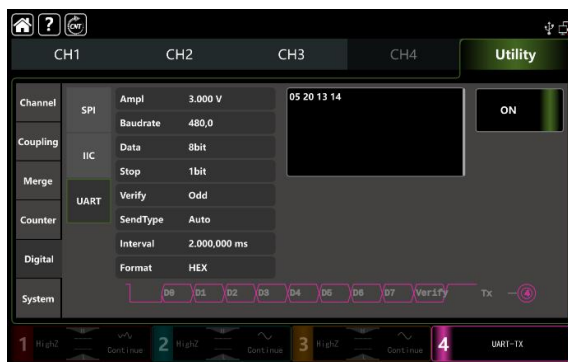 ? CNT
CH1 CH2 CH3 CH4 Utility
Channel
Coupling
Merge
Counter
Digital
System
SPI
IIC
UART
Ampl 3.000 V
Baudrate 480,0
Data 8bit
Stop 1bit
Verify Odd
SendType Auto
Interval 2.000,000 ms
Format HEX
05 20 13 14
ON
D0 D1 D2 D3 D4 D5 D6 D7 Verify Tx 4
1 HighZ Continue 2 HighZ Continue 3 HighZ Continue 4 UART-TX